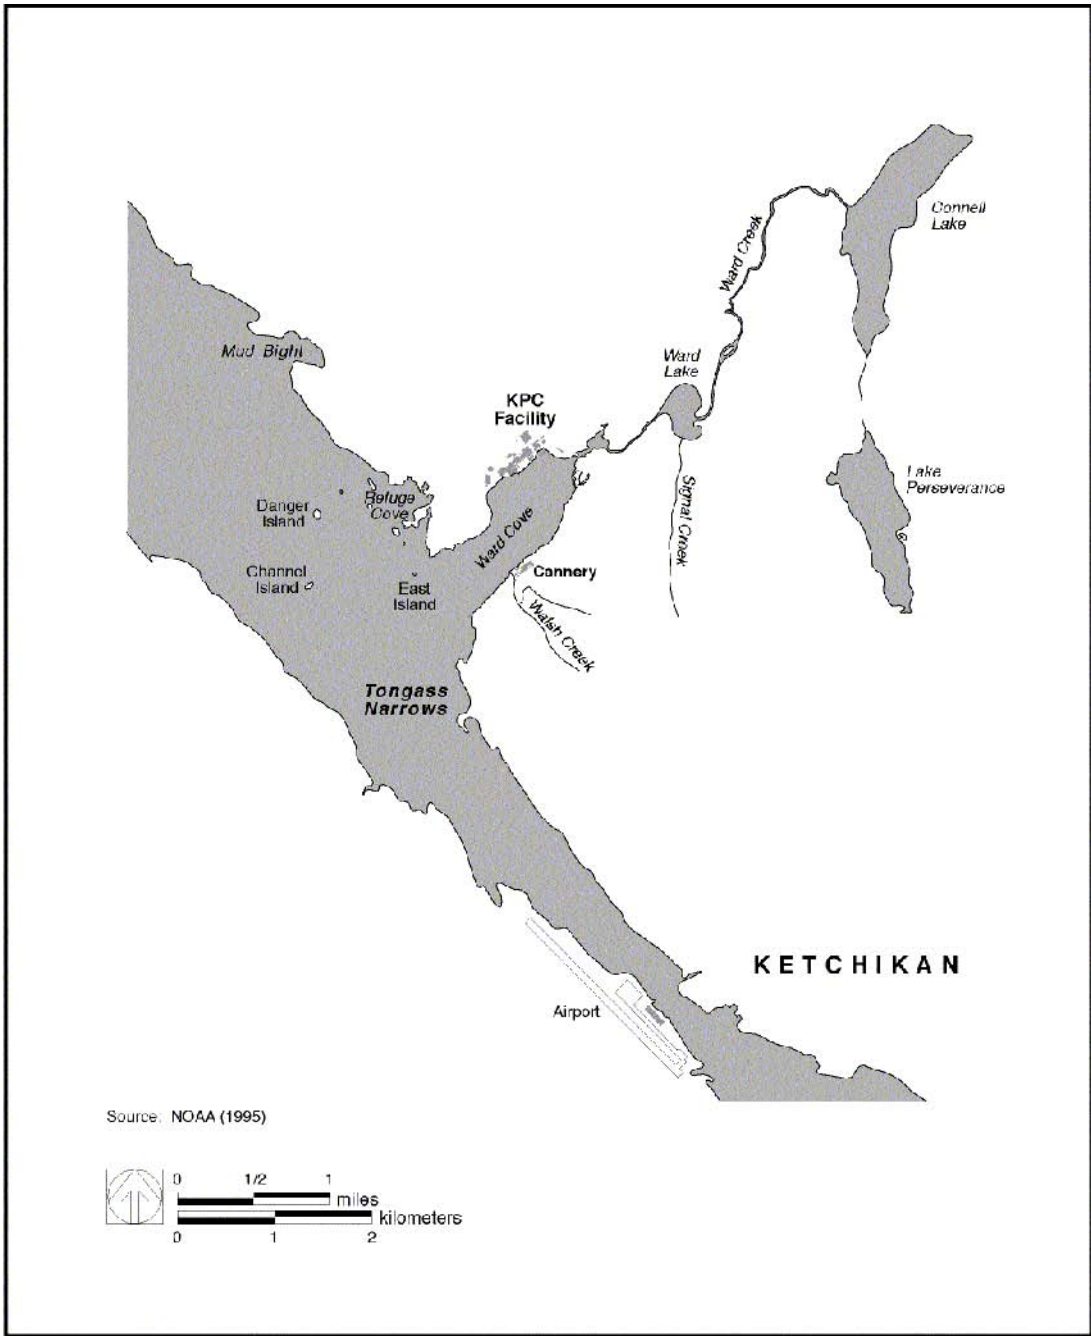 Connell
Lake
Ward Creek
Mud Bight
Ward
Lake
KPC
Facility
Lake
Perseverance
Signal Creek
Refuge
Cove
Danger
Island
Ward Cove
Channel
Island
East
Island
Cannery
Walsh Creek
Tongass
Narrows
KETCHIKAN
Airport
Source: NOAA (1995)
0 1/2 1
miles
kilometers
0 1 2